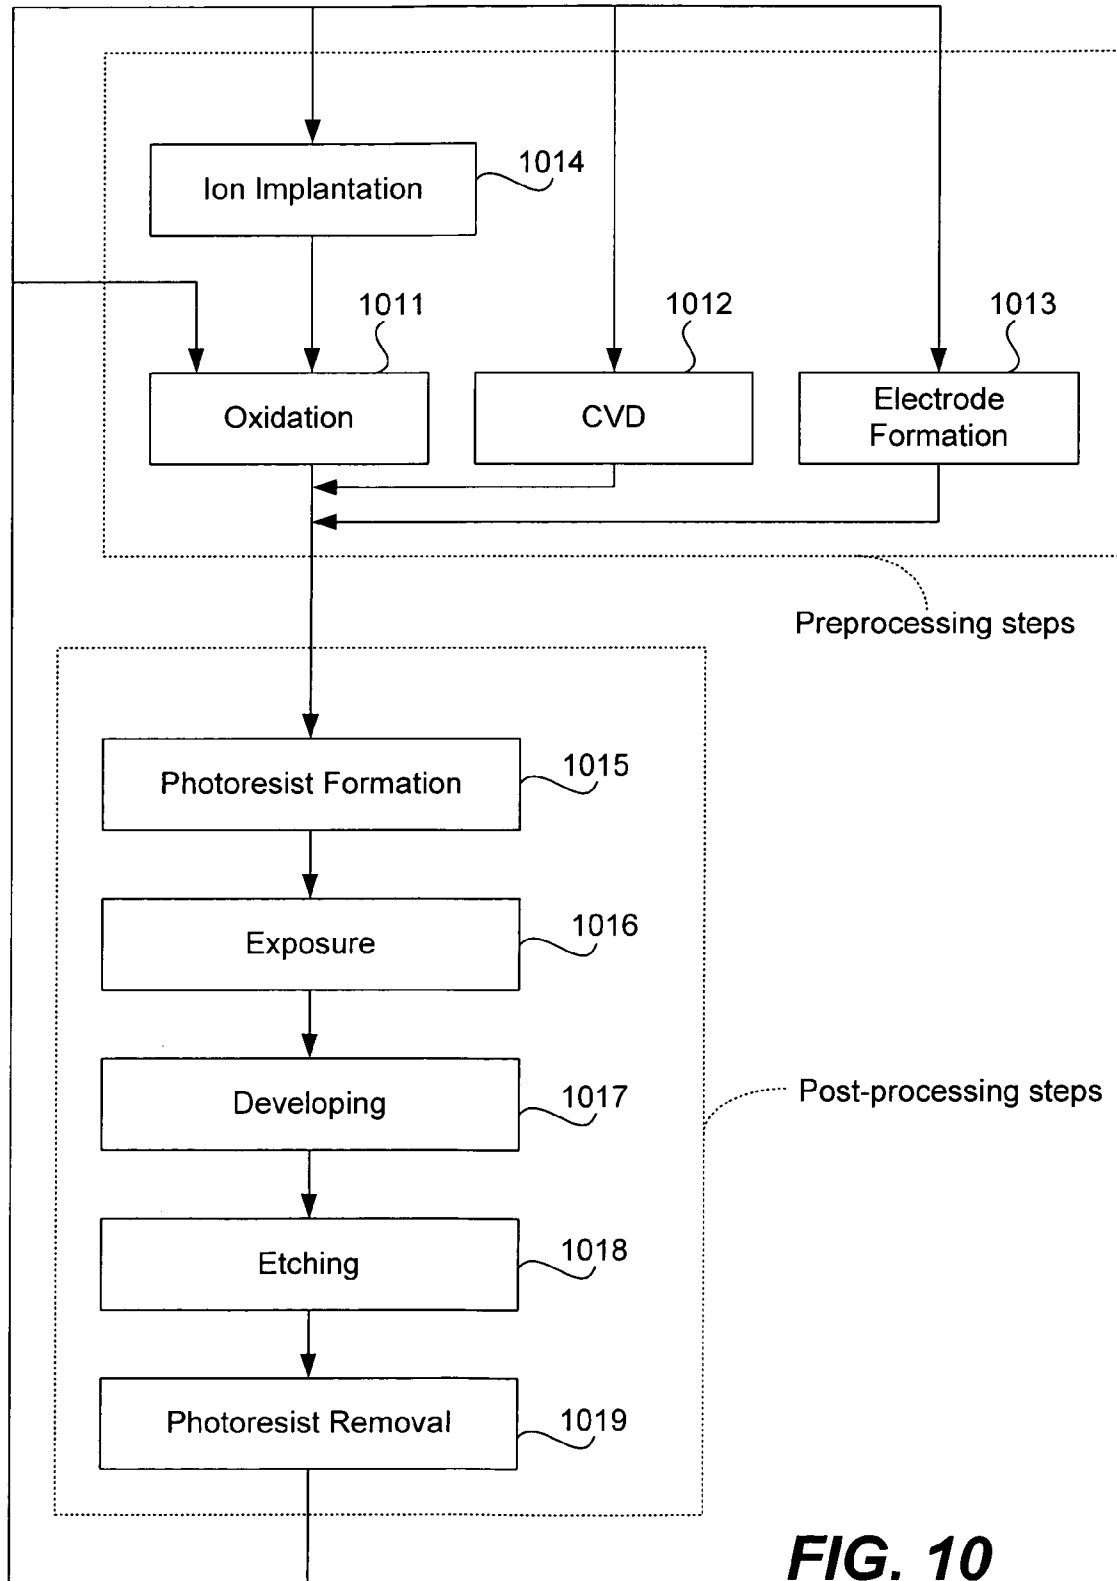 1014
Ion Implantation
1011
1012
1013
Oxidation
CVD
Electrode
Formation
Preprocessing steps
1015
Photoresist Formation
1016
Exposure
Post-processing steps
1017
Developing
1018
Etching
1019
Photoresist Removal
FIG. 10